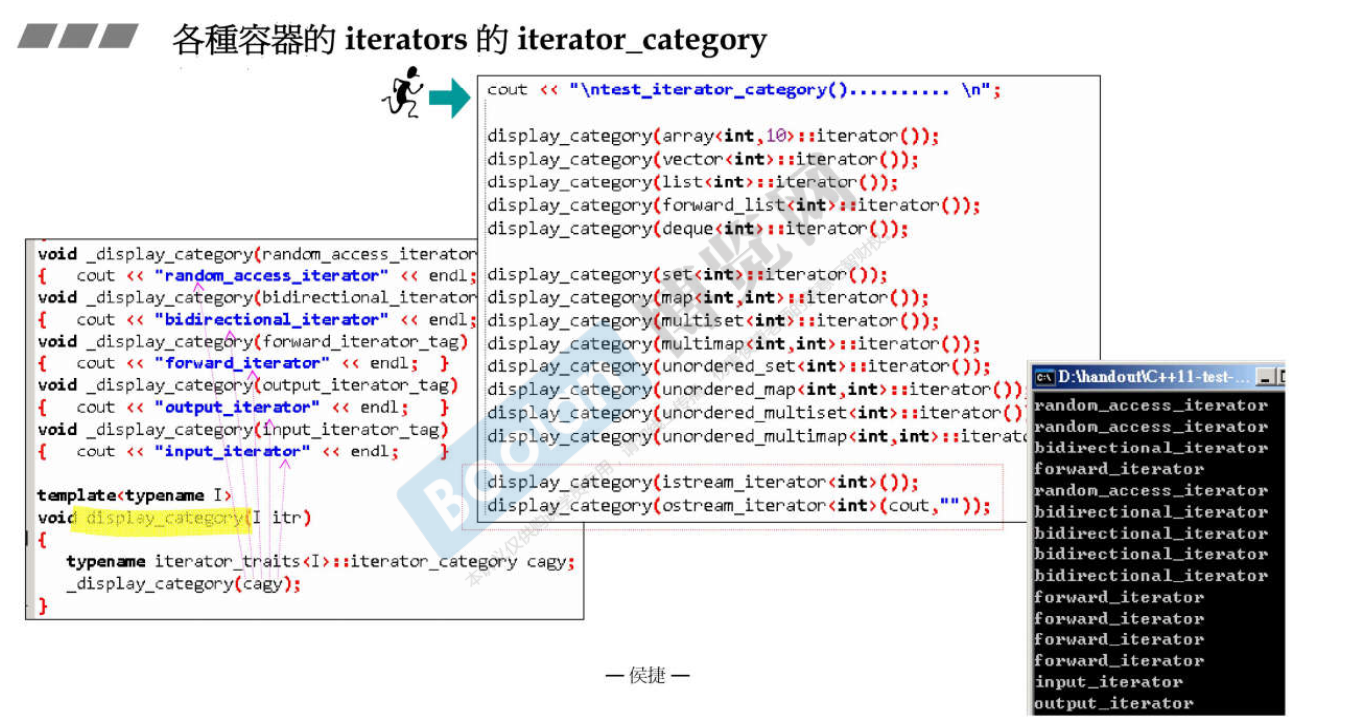 各種容器的 iterators 的 iterator_category
cout << "\ntest_iterator_category().......... \n";
display_category(array<int,10>::iterator());
display_category(vector<int>::iterator());
display_category(list<int>::iterator());
display_category(forward_list<int>::iterator());
display_category(deque<int>::iterator());
display_category(set<int>::iterator());
display_category(map<int,int>::iterator());
display_category(multiset<int>::iterator());
display_category(multimap<int,int>::iterator());
display_category(unordered_set<int>::iterator());
display_category(unordered_map<int,int>::iterator());
display_category(unordered_multiset<int>::iterator()
display_category(unordered_multimap<int,int>::iterato
display_category(istream_iterator<int>());
display_category(ostream_iterator<int>(cout,""));
void _display_category(random_access_iterator
{ cout << "random_access_iterator" << endl;
void _display_category(bidirectional_iterator
{ cout << "bidirectional_iterator" << endl;
void _display_category(forward_iterator_tag)
{ cout << "forward_iterator" << endl; }
void _display_category(output_iterator_tag)
{ cout << "output_iterator" << endl; }
void _display_category(input_iterator_tag)
{ cout << "input_iterator" << endl; }
template<typename I>
void display_category(I itr)
{
typename iterator_traits<I>::iterator_category cagy;
_display_category(cagy);
}
D:\handout\C++11-test-...
random_access_iterator
random_access_iterator
bidirectional_iterator
forward_iterator
random_access_iterator
bidirectional_iterator
bidirectional_iterator
bidirectional_iterator
bidirectional_iterator
forward_iterator
forward_iterator
forward_iterator
forward_iterator
input_iterator
output_iterator
Boolan
博览网
— 侯捷 —